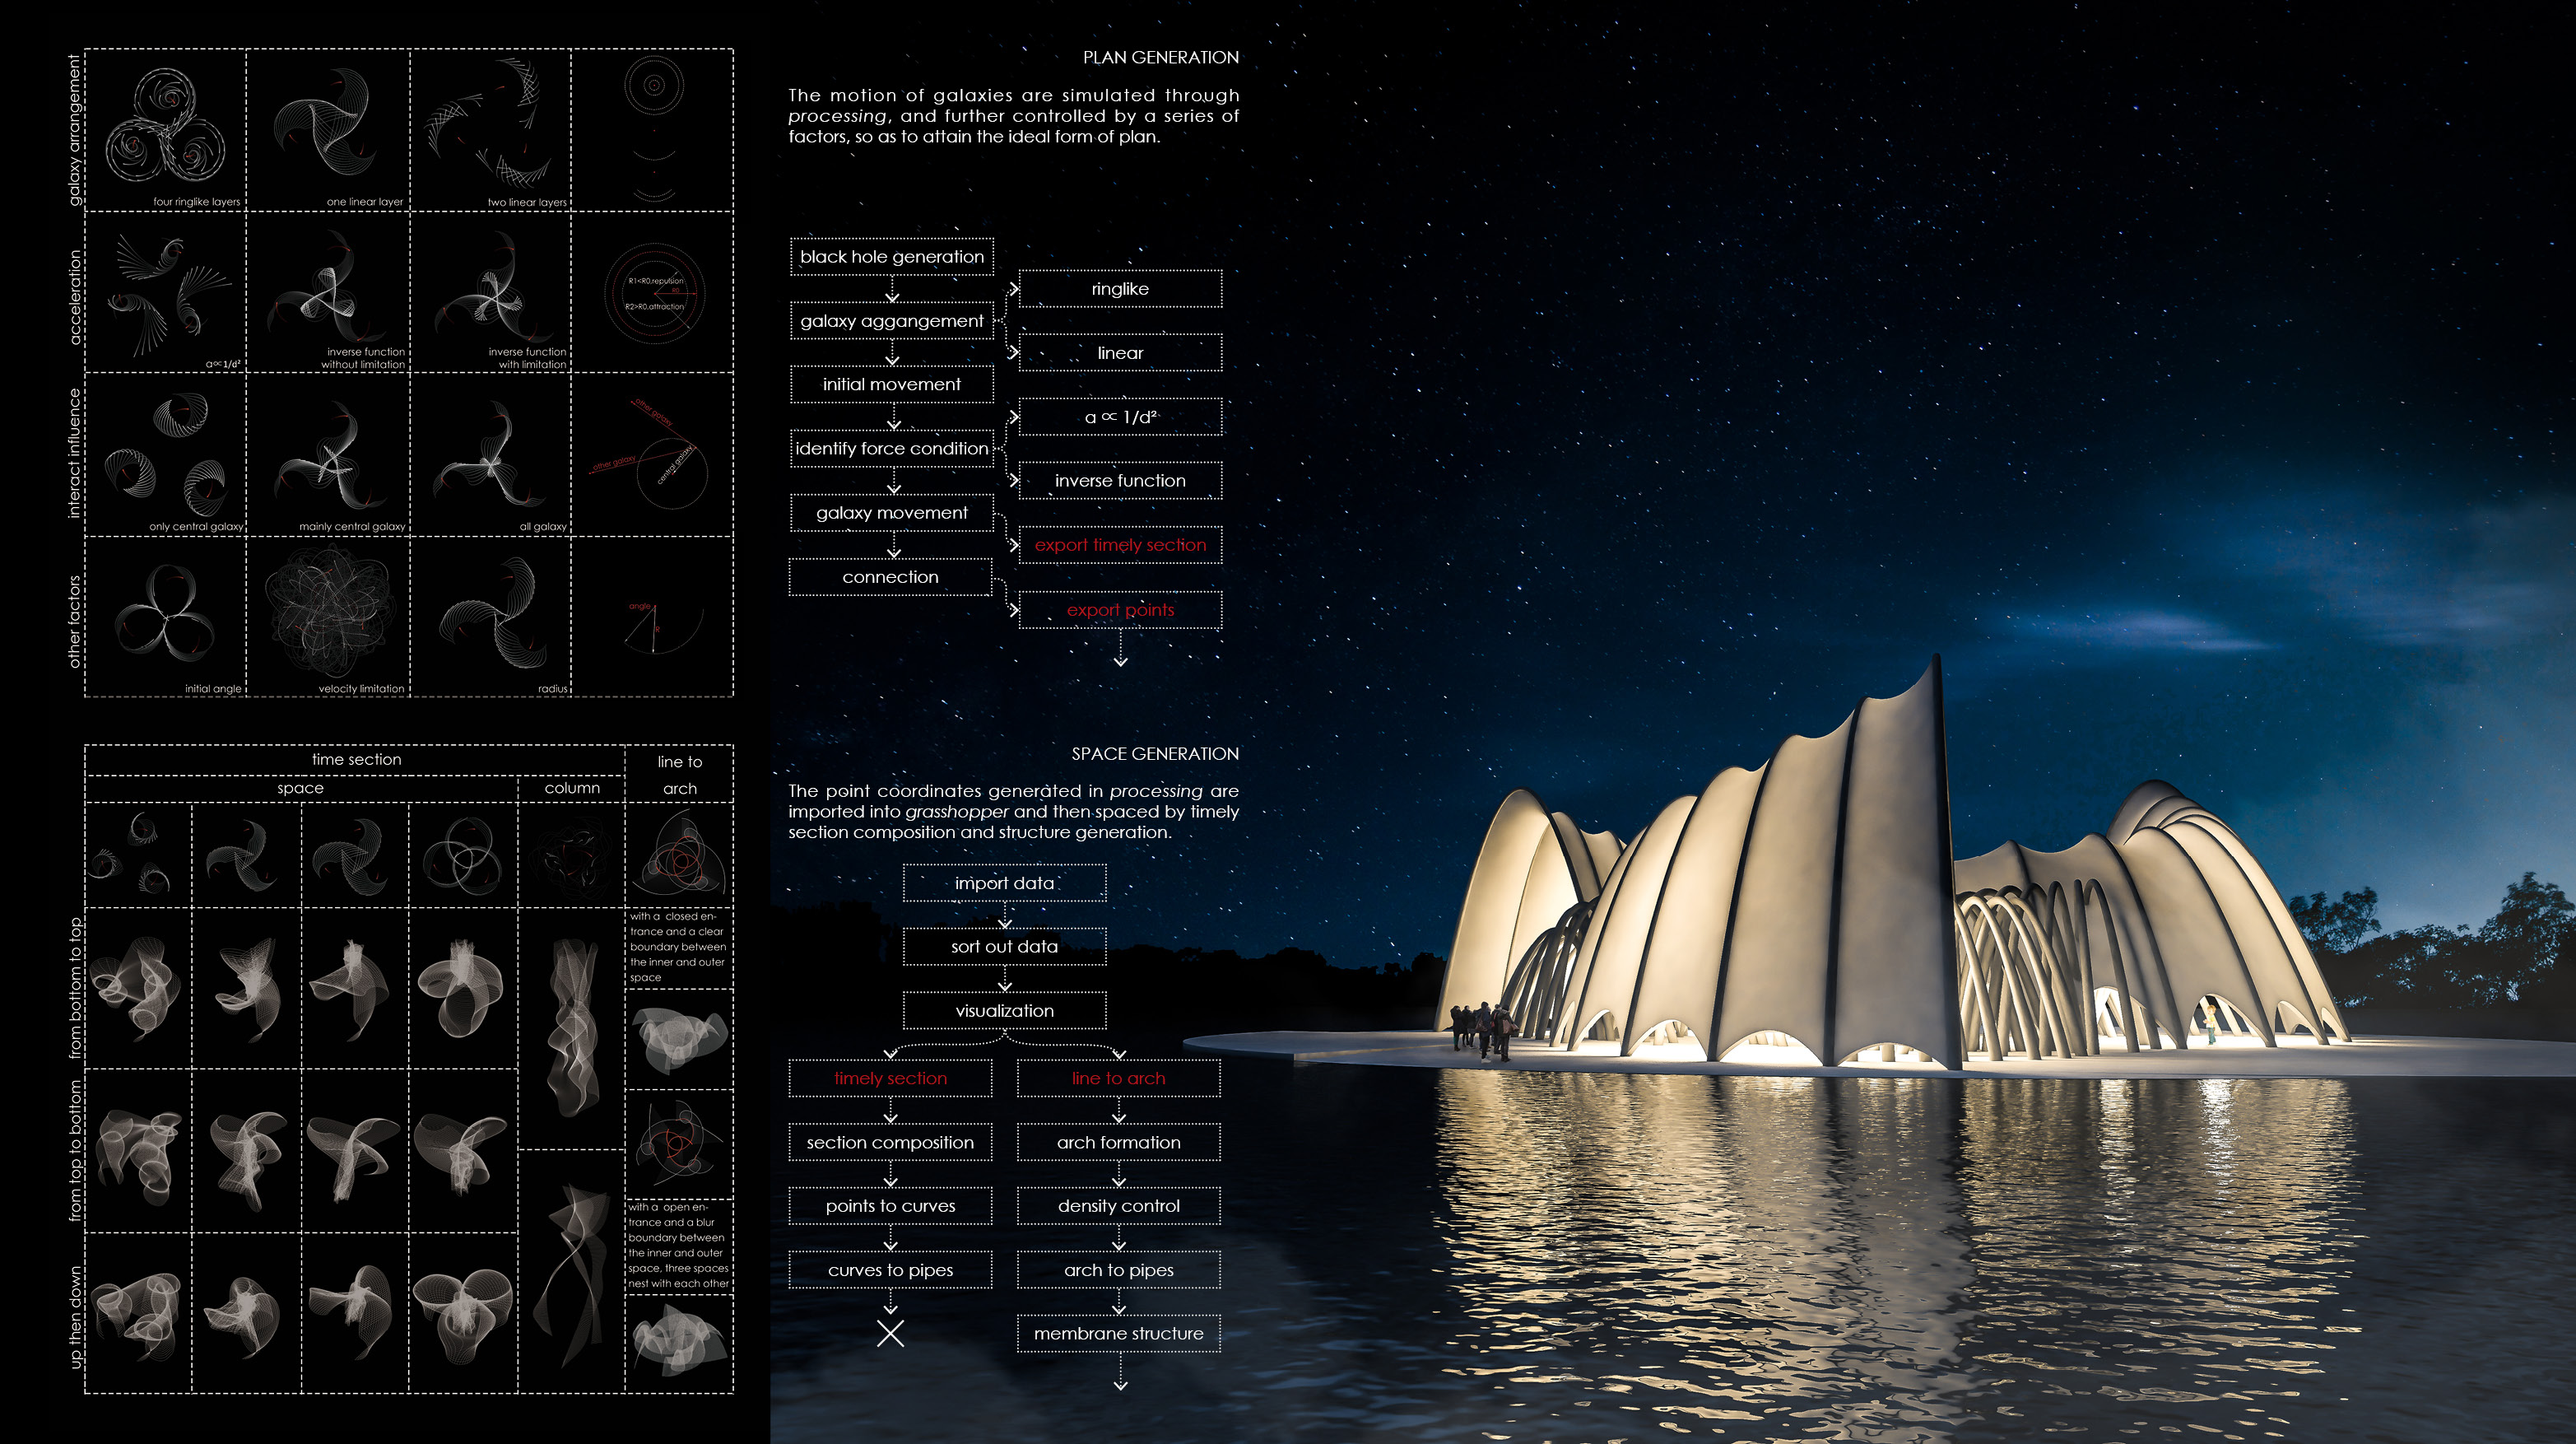 galaxy arrangement
four ringlike layers
one linear layer
two linear layers
acceleration
a∝1/d²
inverse function
without limitation
inverse function
with limitation
R1<R0,repulsion
R0
R2>R0,attraction
interact influence
only central galaxy
mainly central galaxy
all galaxy
other galaxy
other galaxy
central galaxy
other factors
initial angle
velocity limitation
radius
angle
R
PLAN GENERATION
The motion of galaxies are simulated through
processing, and further controlled by a series of
factors, so as to attain the ideal form of plan.
black hole generation
galaxy aggangement
initial movement
identify force condition
galaxy movement
connection
ringlike
linear
a ∝ 1/d²
inverse function
export timely section
export points
time section
space
column
line to
arch
from bottom to top
from top to bottom
up then down
with a closed en-
trance and a clear
boundary between
the inner and outer
space
with a open en-
trance and a blur
boundary between
the inner and outer
space, three spaces
nest with each other
SPACE GENERATION
The point coordinates generated in processing are
imported into grasshopper and then spaced by timely
section composition and structure generation.
import data
sort out data
visualization
timely section
section composition
points to curves
curves to pipes
line to arch
arch formation
density control
arch to pipes
membrane structure